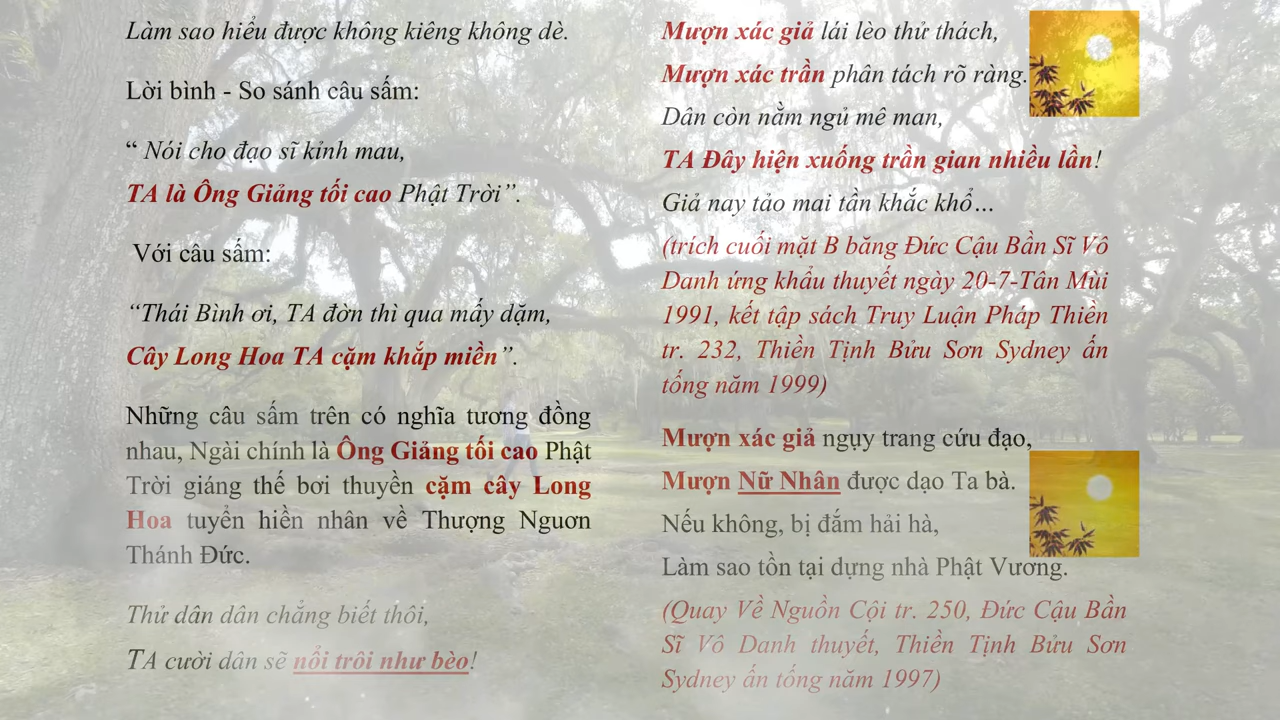 Làm sao hiểu được không kiêng không dè.
Lời bình - So sánh câu sấm:
“ Nói cho đạo sĩ kỉnh mau,
TA là Ông Giảng tối cao Phật Trời”.
Với câu sấm:
“Thái Bình ơi, TA đờn thì qua mấy dặm,
Cây Long Hoa TA cặm khắp miền”.
Những câu sấm trên có nghĩa tương đồng
nhau, Ngài chính là Ông Giảng tối cao Phật
Trời giáng thế bơi thuyền cặm cây Long
Hoa tuyển hiền nhân về Thượng Nguơn
Thánh Đức.
Thử dân dân chẳng biết thôi,
TA cười dân sẽ nổi trôi như bèo!
Mượn xác giả lái lèo thử thách,
Mượn xác trần phân tách rõ ràng.
Dân còn nằm ngủ mê man,
TA Đây hiện xuống trần gian nhiều lần!
Giả nay tảo mai tần khắc khổ...
(trích cuối mặt B băng Đức Cậu Bần Sĩ Vô
Danh ứng khẩu thuyết ngày 20-7-Tân Mùi
1991, kết tập sách Truy Luận Pháp Thiền
tr. 232, Thiền Tịnh Bửu Sơn Sydney ấn
tống năm 1999)
Mượn xác giả ngụy trang cứu đạo,
Mượn Nữ Nhân được dạo Ta bà.
Nếu không, bị đắm hải hà,
Làm sao tồn tại dựng nhà Phật Vương.
(Quay Về Nguồn Cội tr. 250, Đức Cậu Bần
Sĩ Vô Danh thuyết, Thiền Tịnh Bửu Sơn
Sydney ấn tống năm 1997)